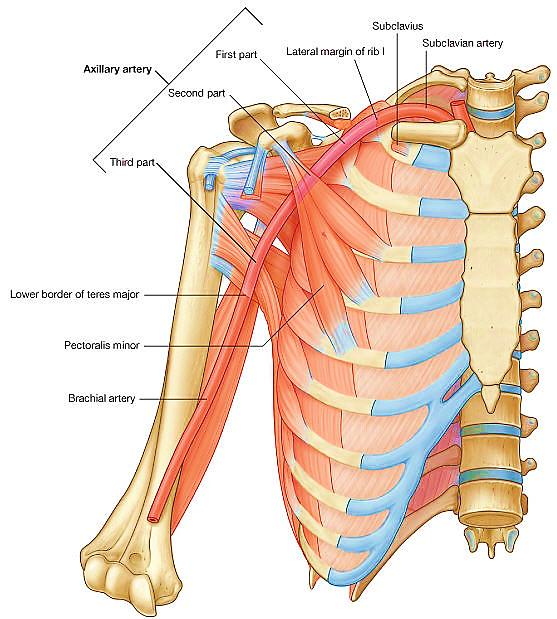 Subclavius
Subclavian artery
Lateral margin of rib I
First part
Axillary artery
Second part
Third part
Lower border of teres major
Pectoralis minor
Brachial artery